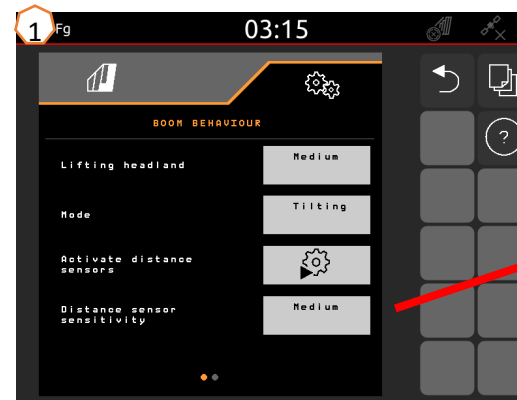 1 Fg 03:15
BOOM BEHAVIOUR
Lifting headland Medium
Mode Tilting
Activate distance
sensors
Distance sensor Medium
sensitivity
?